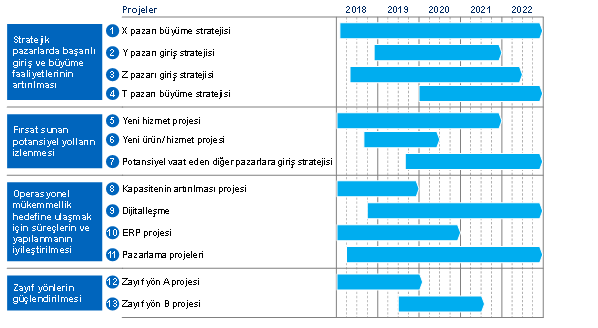 Projeler
2018 2019 2020 2021 2022
Stratejik
pazarlarda başarılı
giriş ve büyüme
faaliyetlerinin
artırılması
1 X pazarı büyüme stratejisi
2 Y pazarı giriş stratejisi
3 Z pazarı giriş stratejisi
4 T pazarı büyüme stratejisi
Fırsat sunan
potansiyel yolların
izlenmesi
5 Yeni hizmet projesi
6 Yeni ürün/hizmet projesi
7 Potansiyel vaat eden diğer pazarlara giriş stratejisi
Operasyonel
mükemmellik
hedefine ulaşmak
için süreçlerin ve
yapılanmanın
iyileştirilmesi
8 Kapasitenin artırılması projesi
9 Dijitalleşme
10 ERP projesi
11 Pazarlama projeleri
Zayıf yönlerin
güçlendirilmesi
12 Zayıf yön A projesi
13 Zayıf yön B projesi